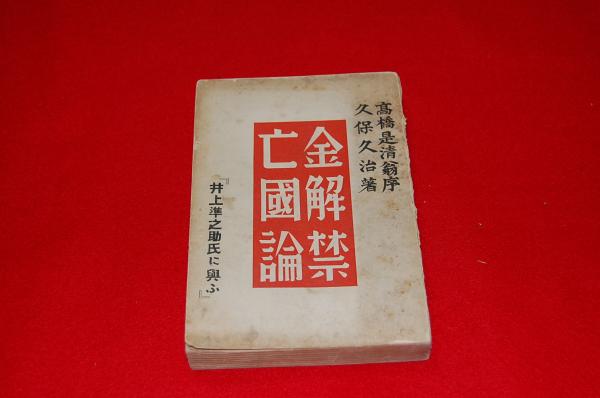 高橋是清翁序
久保久治著
金解禁
亡國論
『井上準之助氏に與ふ』